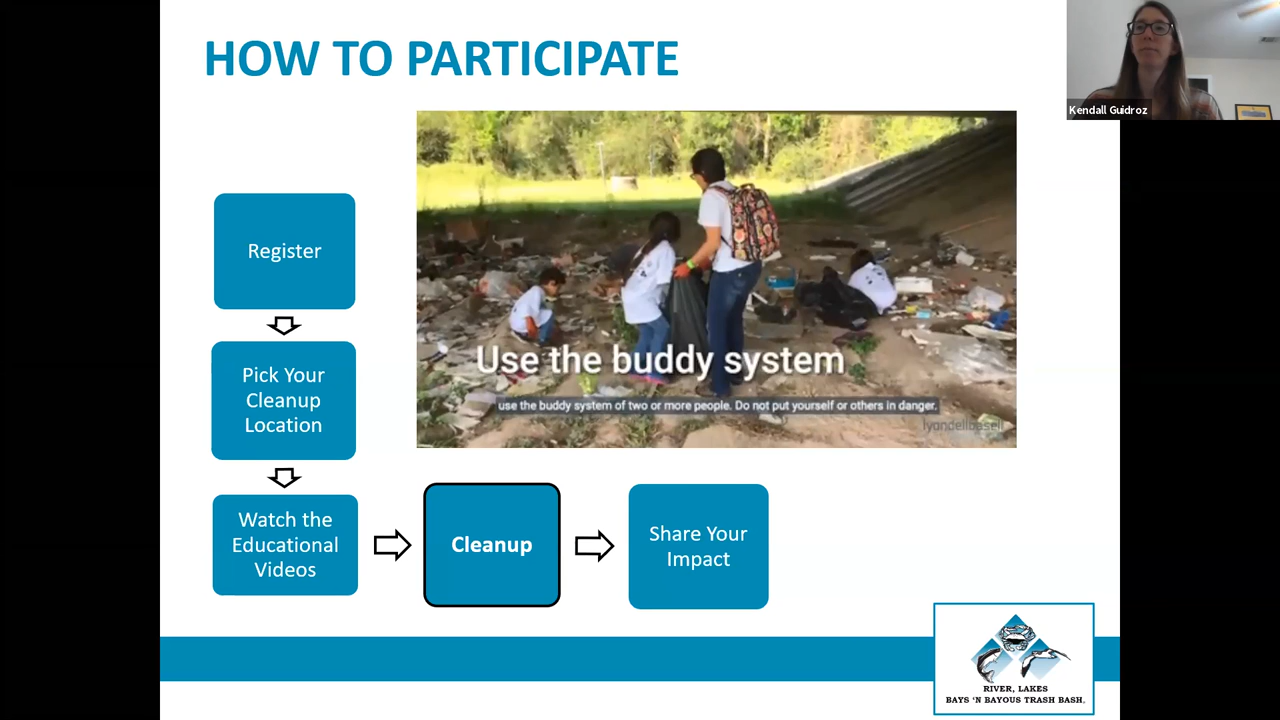 HOW TO PARTICIPATE
Kendall Guidroz
Register
Pick Your
Cleanup
Location
Watch the
Educational
Videos
Cleanup
Share Your
Impact
Use the buddy system
use the buddy system of two or more people. Do not put yourself or others in danger.
lyondellbasell
RIVER, LAKES
BAYS 'N BAYOUS TRASH BASH®